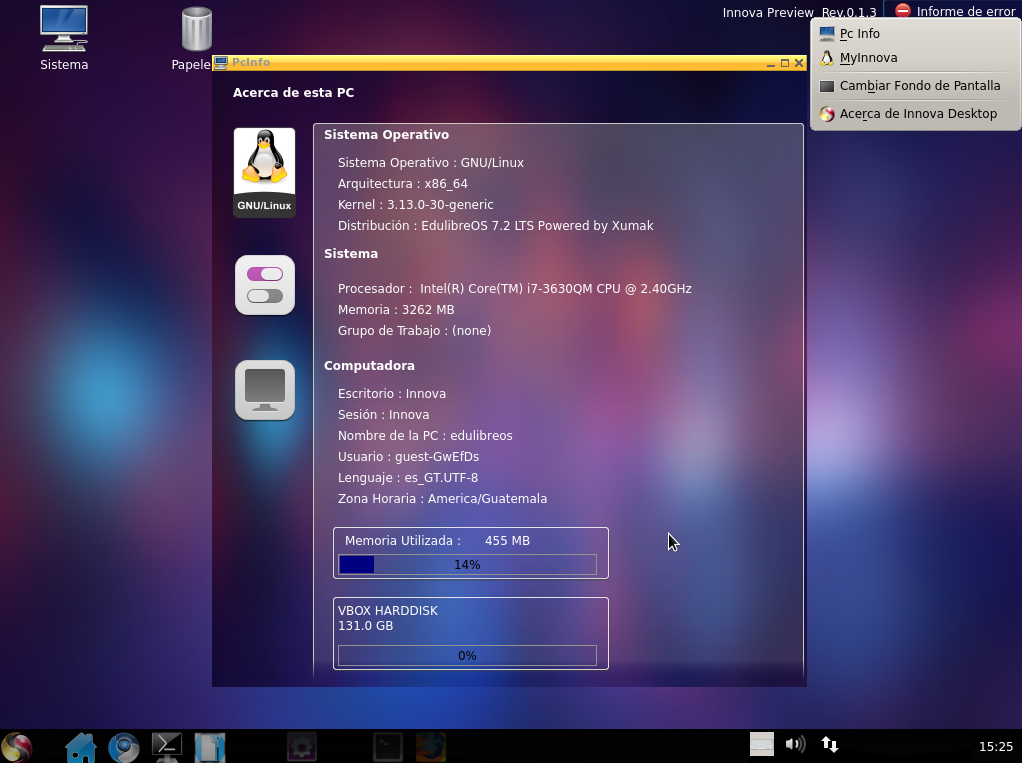 Innova Preview Rev.0.1.3
Informe de error
Sistema
Papele
Pc Info
MyInnova
Cambiar Fondo de Pantalla
Acerca de Innova Desktop
PcInfo
Acerca de esta PC
GNU/Linux
Sistema Operativo
Sistema Operativo : GNU/Linux
Arquitectura : x86_64
Kernel : 3.13.0-30-generic
Distribución : EdulibreOS 7.2 LTS Powered by Xumak
Sistema
Procesador : Intel(R) Core(TM) i7-3630QM CPU @ 2.40GHz
Memoria : 3262 MB
Grupo de Trabajo : (none)
Computadora
Escritorio : Innova
Sesión : Innova
Nombre de la PC : edulibreos
Usuario : guest-GwEfDs
Lenguaje : es_GT.UTF-8
Zona Horaria : America/Guatemala
Memoria Utilizada : 455 MB
14%
VBOX HARDDISK
131.0 GB
0%
15:25